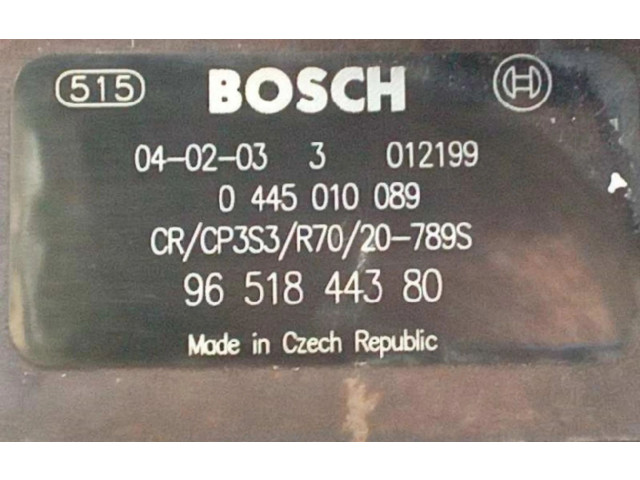 515 BOSCH
04-02-03 3 012199
0 445 010 089
CR/CP3S3/R70/20-789S
96 518 443 80
Made in Czech Republic